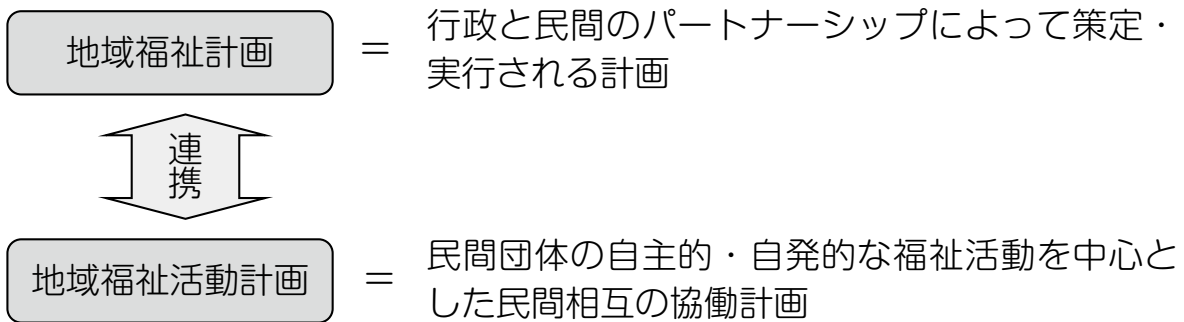 地域福祉計画 ＝ 行政と民間のパートナーシップによって策定・
実行される計画
連携
地域福祉活動計画 ＝ 民間団体の自主的・自発的な福祉活動を中心と
した民間相互の協働計画